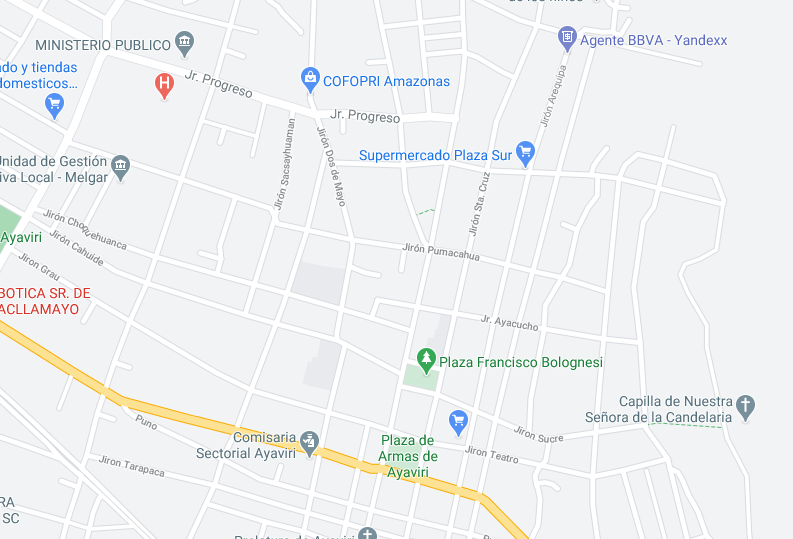 MINISTERIO PUBLICO
Agente BBVA - Yandexx
do y tiendas
domesticos...
H
Jr. Progreso
COFOPRI Amazonas
Jr. Progreso
Jirón Arequipa
Supermercado Plaza Sur
Unidad de Gestión
iva Local - Melgar
Jirón Sacsayhuaman
Jirón Dos de Mayo
Jirón Sta. Cruz
Ayaviri
Jirón Cahuide
Jirón Pumacahua
Jiron Grau
BOTICA SR. DE
ACLLAMAYO
Jr. Ayacucho
Plaza Francisco Bolognesi
Capilla de Nuestra
Señora de la Candelaria
Puno
Comisaria
Sectorial Ayaviri
Plaza de
Armas de
Ayaviri
Jiron Sucre
Jiron Teatro
Jiron Tarapaca
RA
SC